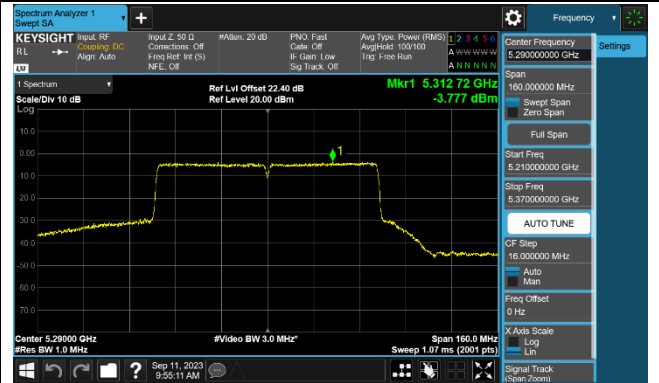 Spectrum Analyzer 1
Swept SA
+
Frequency
KEYSIGHT
RL
LXI
Input: RF
Coupling: DC
Align: Auto
Input Z: 50 Ω
Corrections: Off
Freq Ref: Int (S)
NFE: Off
#Atten: 20 dB
PNO: Fast
Gate: Off
IF Gain: Low
Sig Track: Off
Avg Type: Power (RMS)
Avg|Hold: 100/100
Trig: Free Run
1 2 3 4 5 6
A W W W W W
A N N N N N
1 Spectrum
Scale/Div 10 dB
Log
Ref Lvl Offset 22.40 dB
Ref Level 20.00 dBm
Mkr1 5.312 72 GHz
-3.777 dBm
10.0
0.00
-10.0
-20.0
-30.0
-40.0
-50.0
-60.0
-70.0
1
Center 5.29000 GHz
#Res BW 1.0 MHz
#Video BW 3.0 MHz*
Span 160.0 MHz
Sweep 1.07 ms (2001 pts)
Sep 11, 2023
9:55:11 AM
?
Center Frequency
5.290000000 GHz
Settings
Span
160.000000 MHz
Swept Span
Zero Span
Full Span
Start Freq
5.210000000 GHz
Stop Freq
5.370000000 GHz
AUTO TUNE
CF Step
16.000000 MHz
Auto
Man
Freq Offset
0 Hz
X Axis Scale
Log
Lin
Signal Track
(Span Zoom)